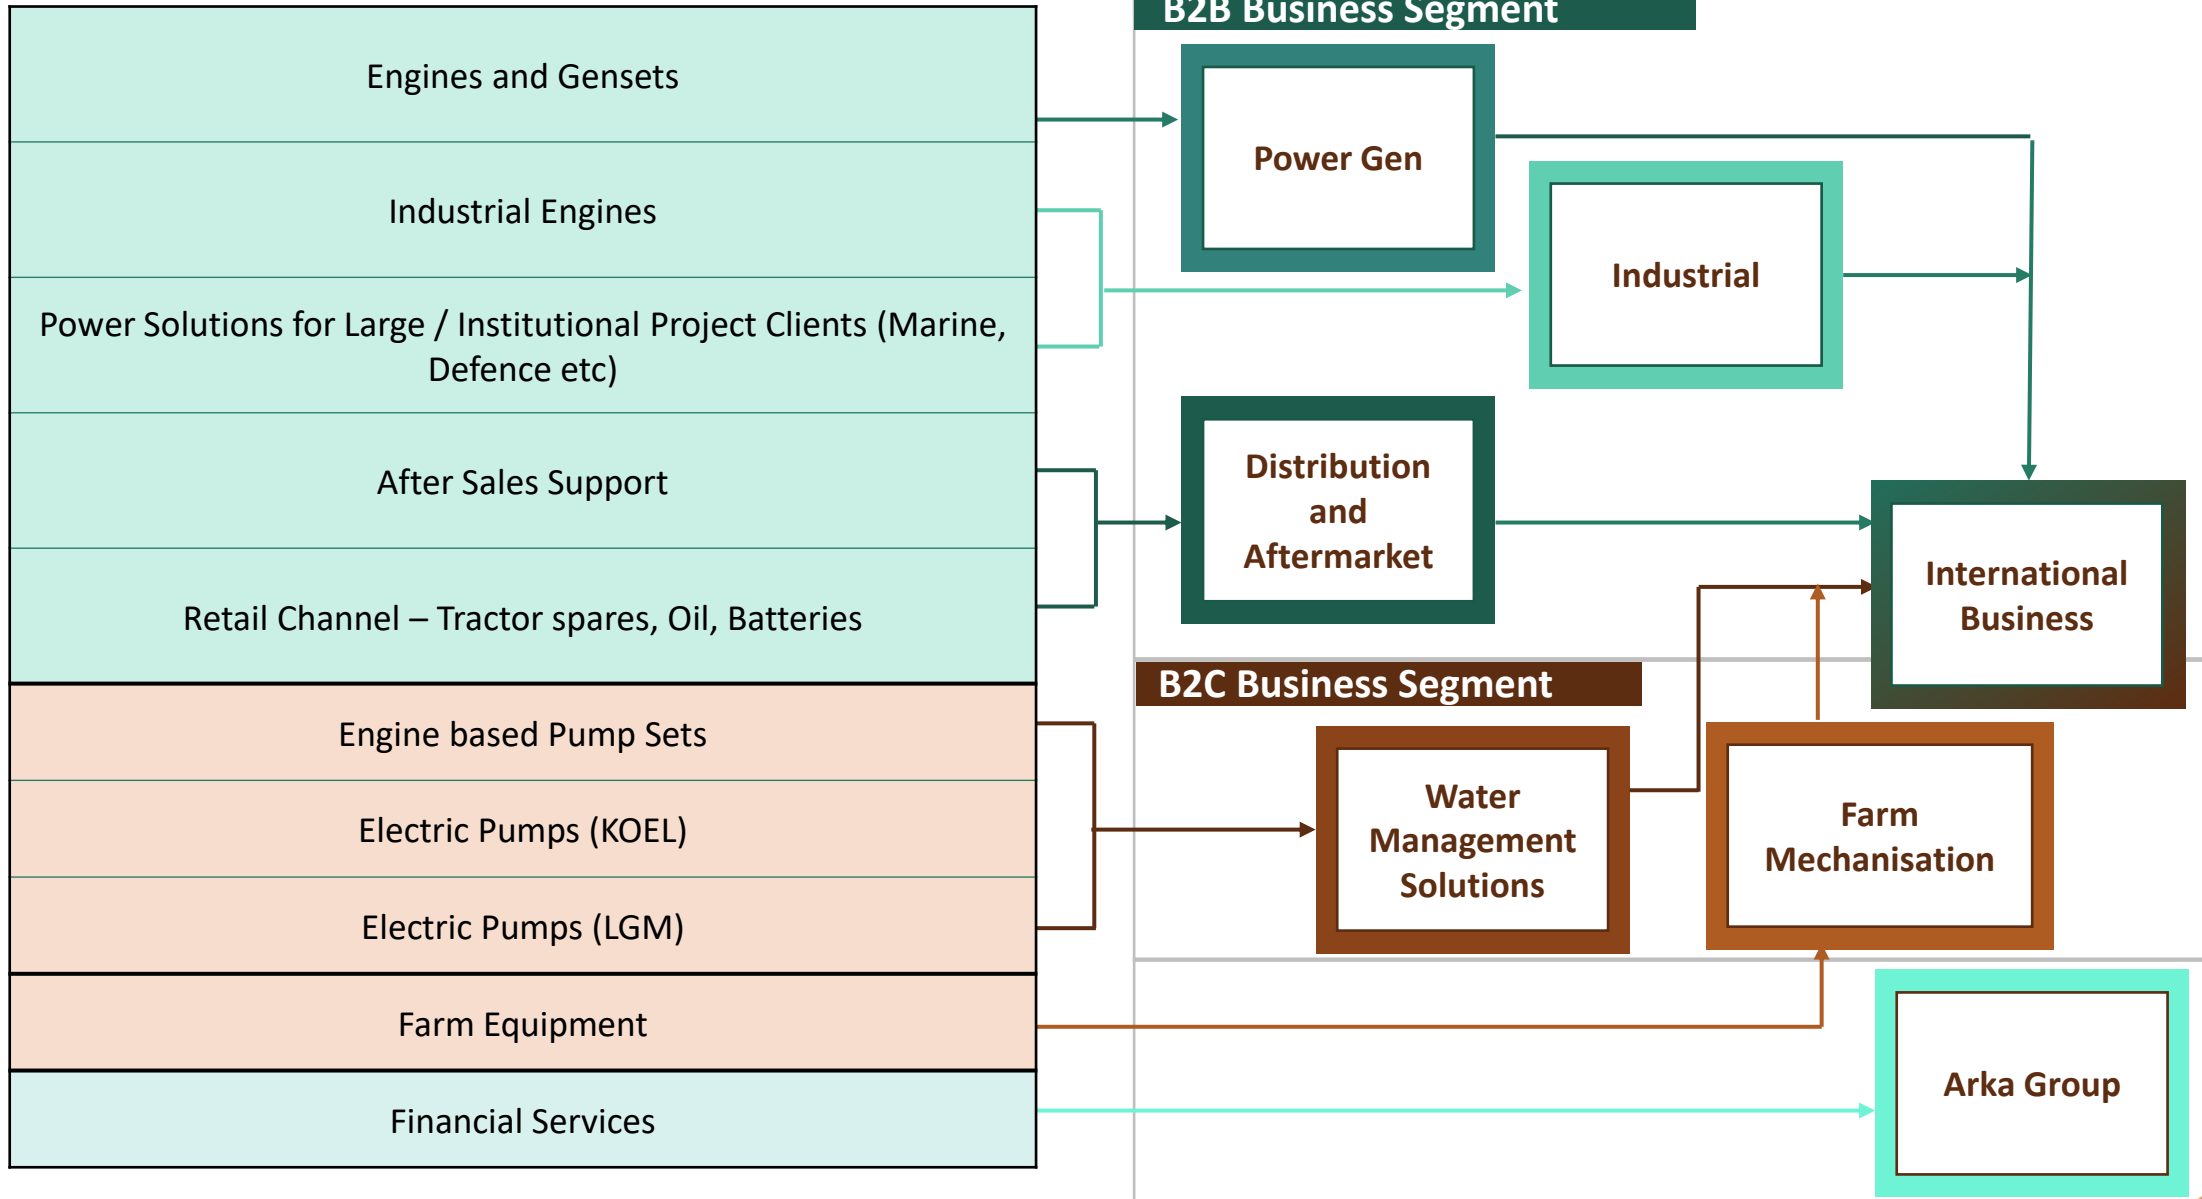 Engines and Gensets
Industrial Engines
Power Solutions for Large / Institutional Project Clients (Marine,
Defence etc)
After Sales Support
Retail Channel – Tractor spares, Oil, Batteries
Engine based Pump Sets
Electric Pumps (KOEL)
Electric Pumps (LGM)
Farm Equipment
Financial Services
B2B Business Segment
Power Gen
Industrial
Distribution
and
Aftermarket
International
Business
B2C Business Segment
Water
Management
Solutions
Farm
Mechanisation
Arka Group